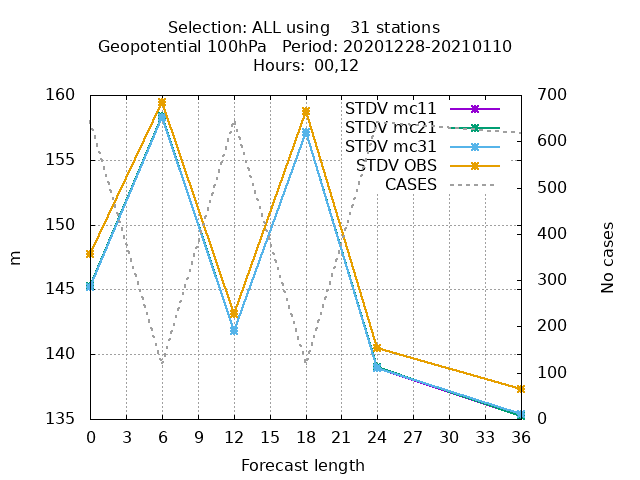 Selection: ALL using    31 stations
Geopotential 100hPa   Period: 20201228-20210110
Hours:  00,12
160
155
150
145
140
135
m
700
600
500
400
300
200
100
0
No cases
STDV mc11
STDV mc21
STDV mc31
STDV OBS
CASES
0 3 6 9 12 15 18 21 24 27 30 33 36
Forecast length